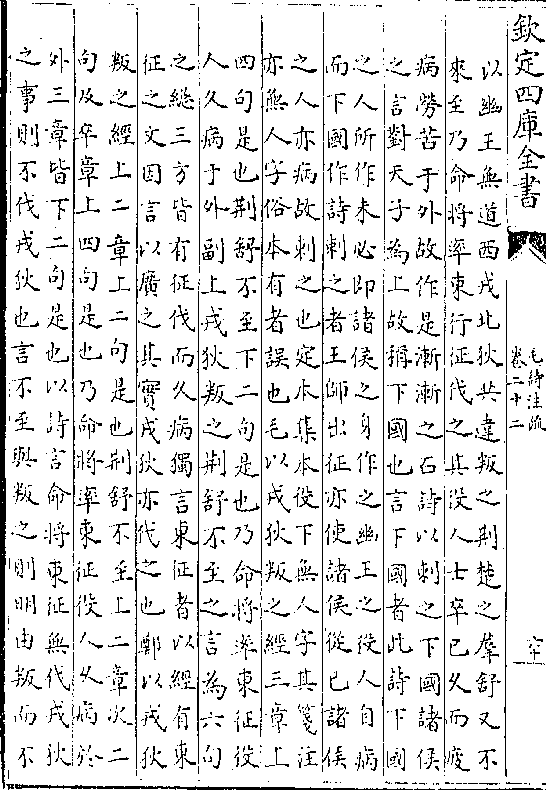 欽定四庫全書
毛詩注疏
卷二十二
六十一
以幽王無道西戎北狄共違叛之荆楚之羣舒又不
來至乃命將率東行征伐之其役人士卒已久而疲
病勞苦于外故作是漸漸之石詩以刺之下國諸侯
之言對天子為上故稱下國也言下國者此詩下國
之人所作未必即諸侯之身作之幽王之役人自病
而下國作詩刺之者王師出征亦使諸侯從已諸侯
之人亦病故刺之也定本集本役下無人字其箋注
亦無人字俗本有者誤也毛以戎狄叛之經三章上
四句是也荆舒不至下二句是也乃命將率東征役
人久病于外副上戎狄叛之荆舒不至之言為六句
之總三方皆有征伐而久病獨言東征者以經有東
征之文因言以廣之其實戎狄亦伐之也鄭以戎狄
叛之經上二章上二句是也荆舒不至上二章次二
句及卒章上四句是也乃命將率東征役人久病於
外三章皆下二句是也以詩言命將東征無伐戎狄
之事則不伐戎狄也言不至與叛之則明由叛而不